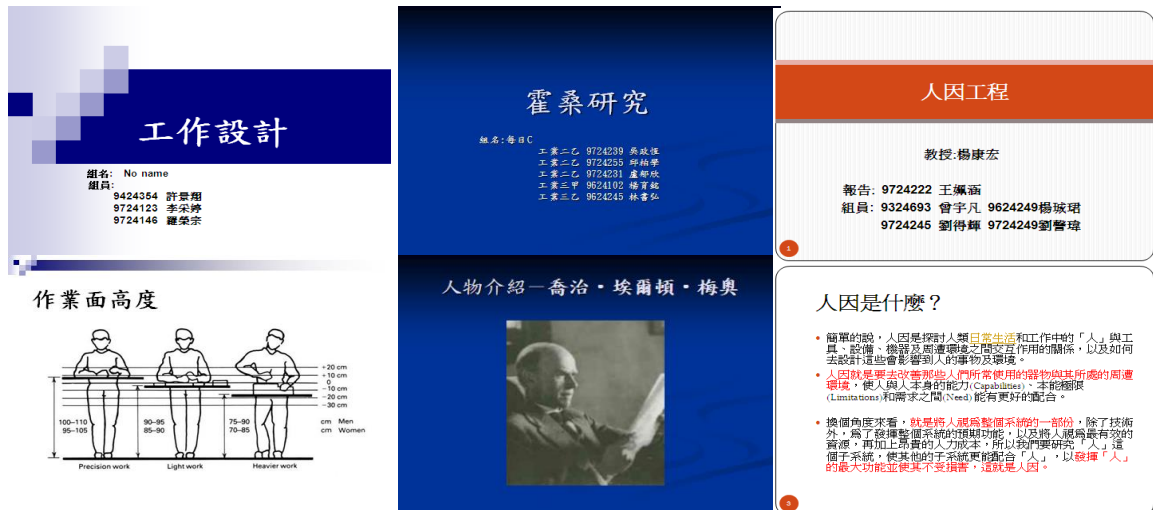 工作設計
組名: No name
組員:
9424354 許景翔
9724123 李采婷
9724146 羅榮宗
霍桑研究
組名:每日C
工業二乙 9724239 吳政恆
工業二乙 9724255 邱柏學
工業二乙 9724231 盧郁欣
工業三甲 9624102 楊育銘
工業三乙 9624245 林書弘
人因工程
教授:楊康宏
報告: 9724222 王姵涵
組員: 9324693 曾宇凡 9624249楊珹珺
9724245 劉得輝 9724249劉謦瑋
1
作業面高度
+20 cm
+10 cm
0
−10 cm
−20 cm
−30 cm
100–110 90–95 75–90 cm Men
95–105 85–90 70–85 cm Women
Precision work Light work Heavier work
人物介紹－喬治・埃爾頓・梅奧
人因是什麼？
• 簡單的說，人因是探討人類日常生活和工作中的「人」與工
具、設備、機器及周遭環境之間交互作用的關係，以及如何
去設計這些會影響到人的事物及環境。
• 人因就是要去改善那些人們所常使用的器物與其所處的周遭
環境，使人與人本身的能力(Capabilities)、本能極限
(Limitations)和需求之間(Need)能有更好的配合。
• 換個角度來看，就是將人視為整個系統的一部份，除了技術
外，為了發揮整個系統的預期功能，以及將人視為最有效的
資源，再加上昂貴的人力成本，所以我們要研究「人」這
個子系統，使其他的子系統更能配合「人」，以發揮「人」
的最大功能並使其不受損害，這就是人因。
3